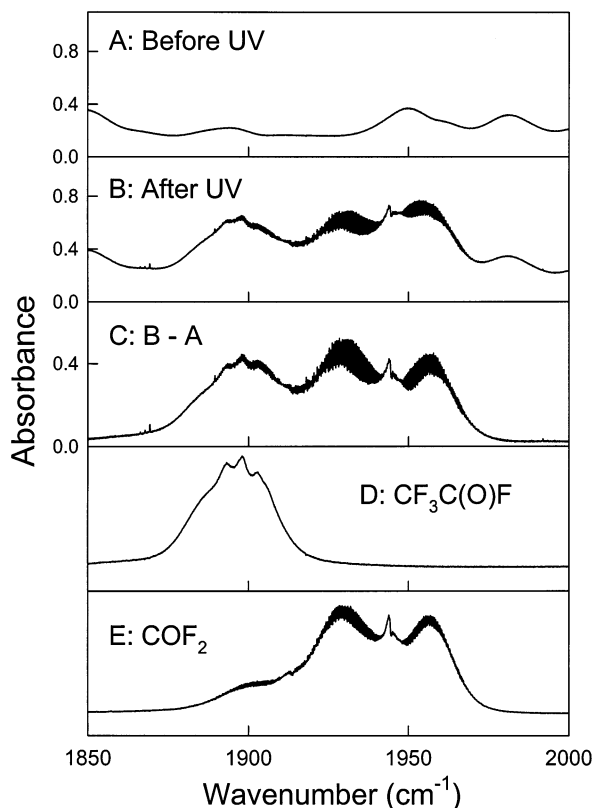 A: Before UV
0.8
0.4
0.0
B: After UV
0.8
0.4
0.0
C: B - A
0.4
0.0
D: CF₃C(O)F
E: COF₂
Absorbance
1850 1900 1950 2000
Wavenumber (cm⁻¹)